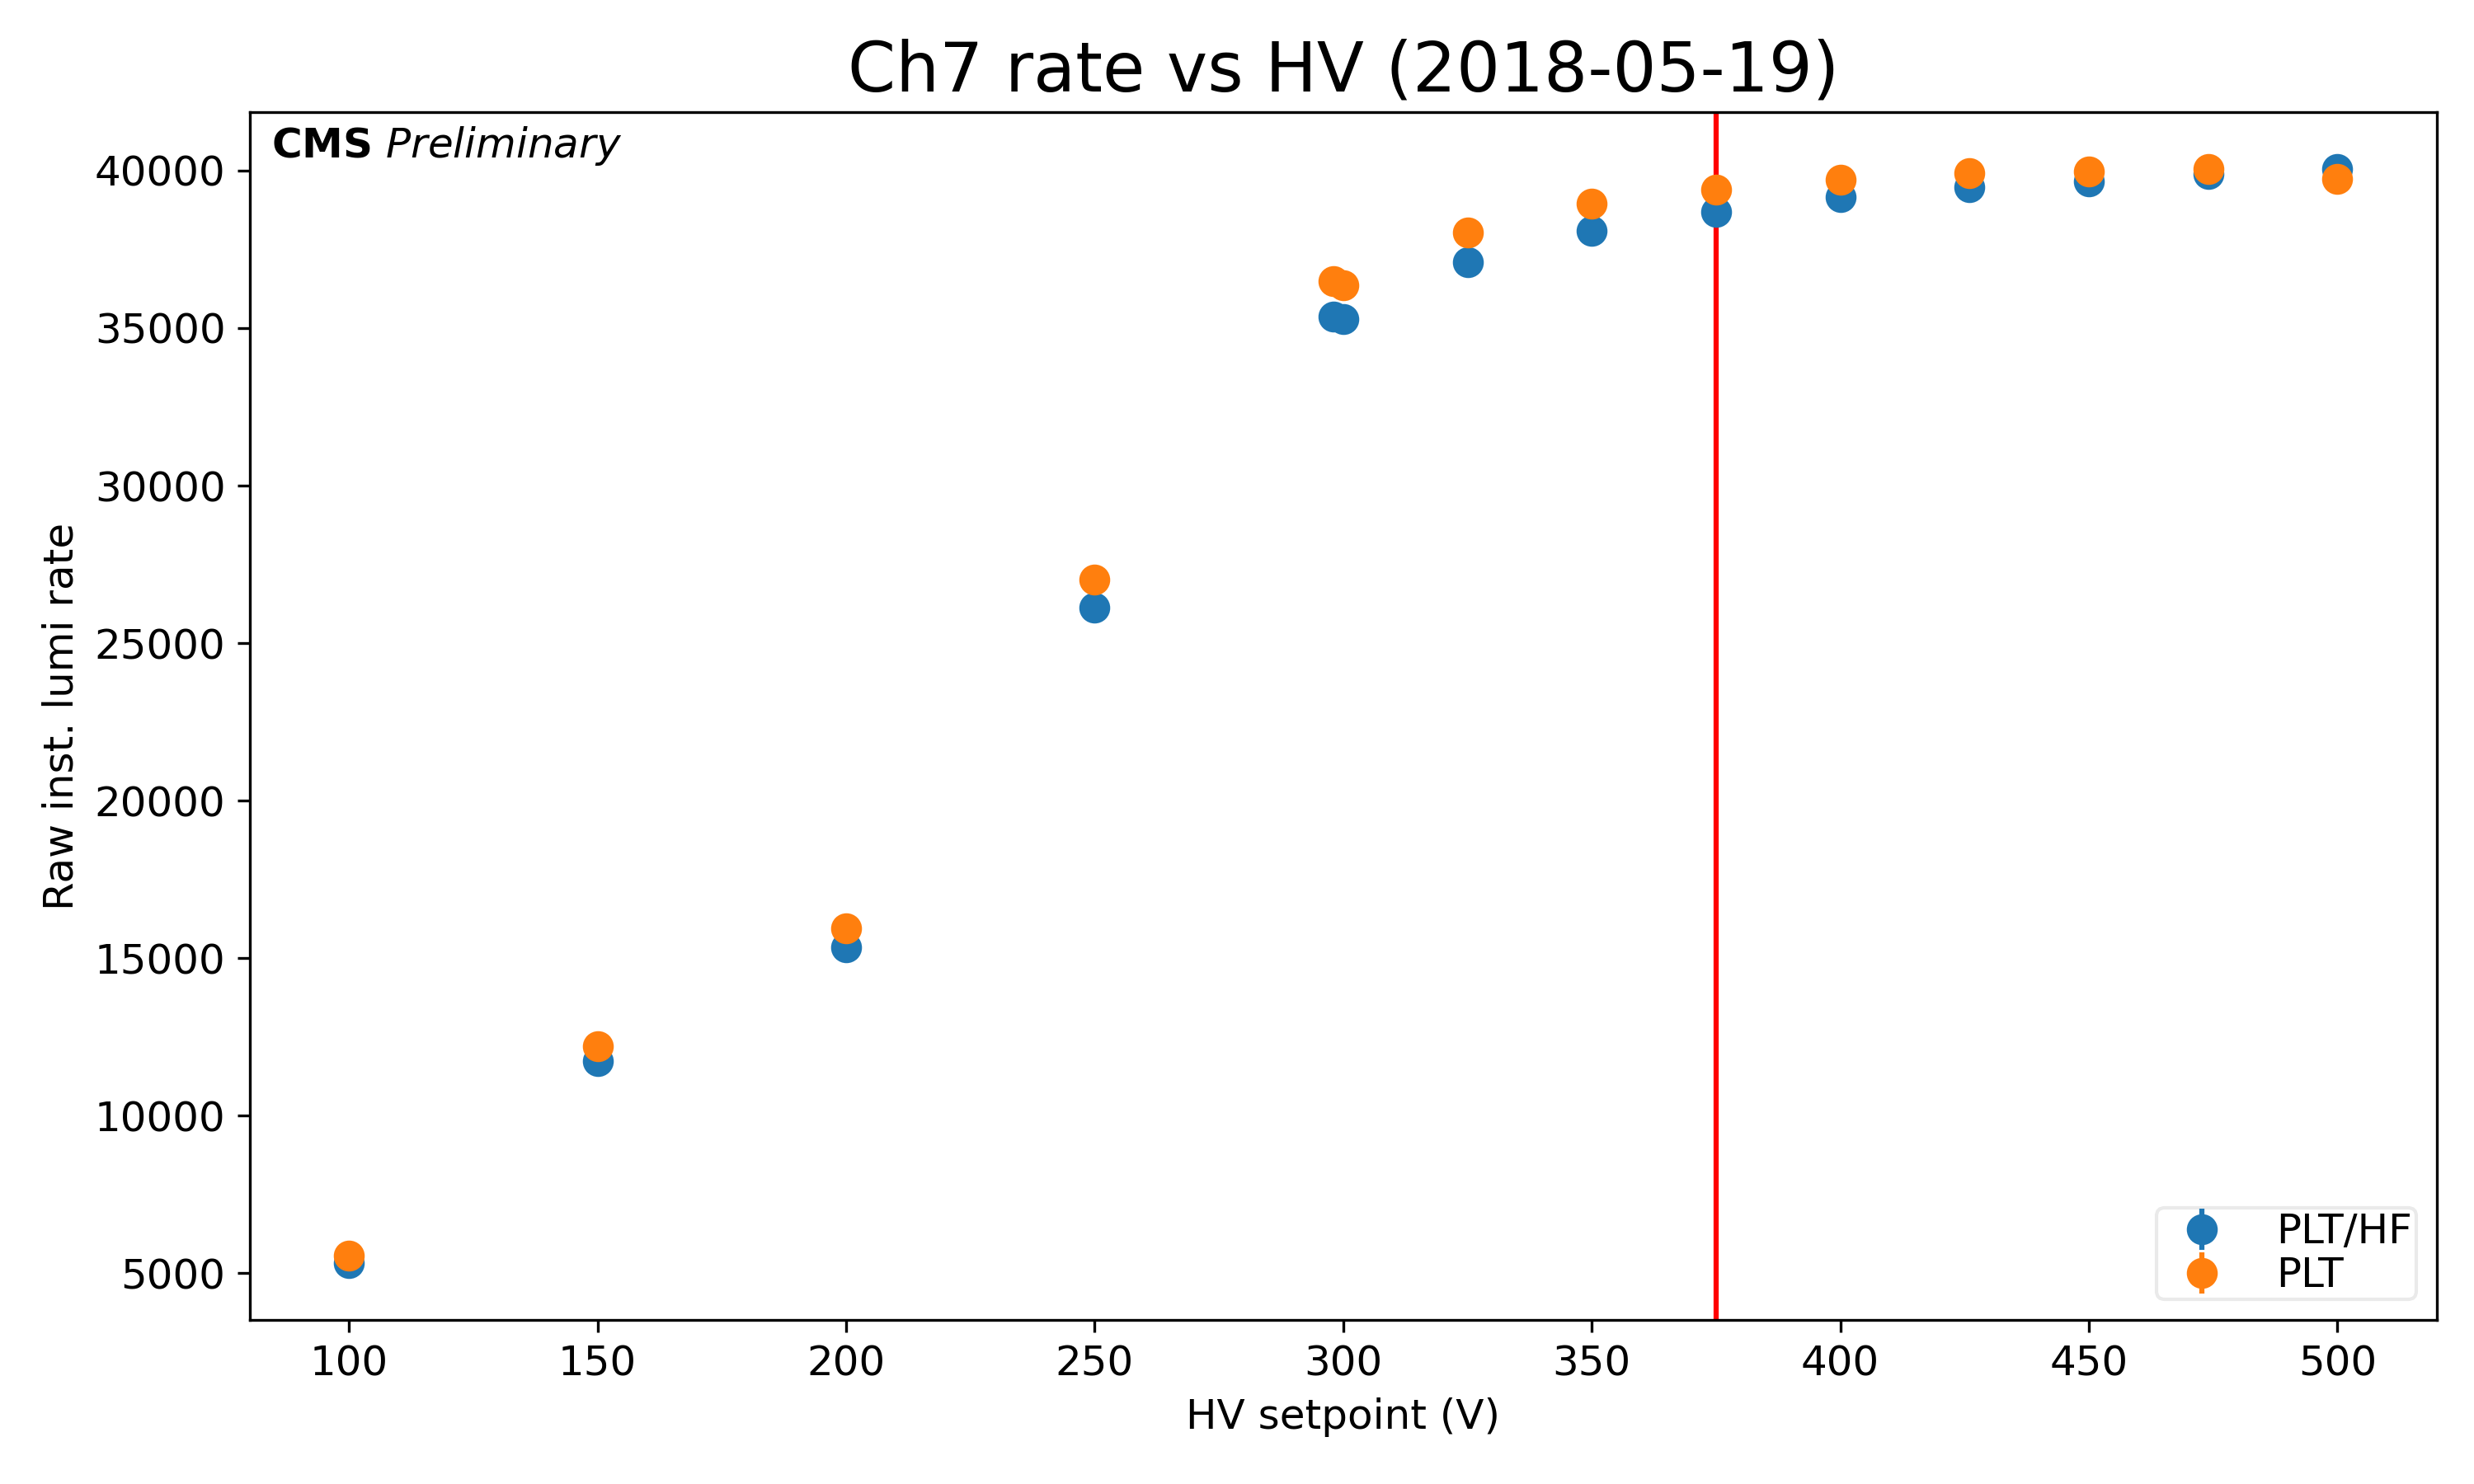 Ch7 rate vs HV (2018-05-19)
CMS Preliminary
40000
35000
30000
25000
20000
15000
10000
5000
Raw inst. lumi rate
100 150 200 250 300 350 400 450 500
HV setpoint (V)
PLT/HF
PLT